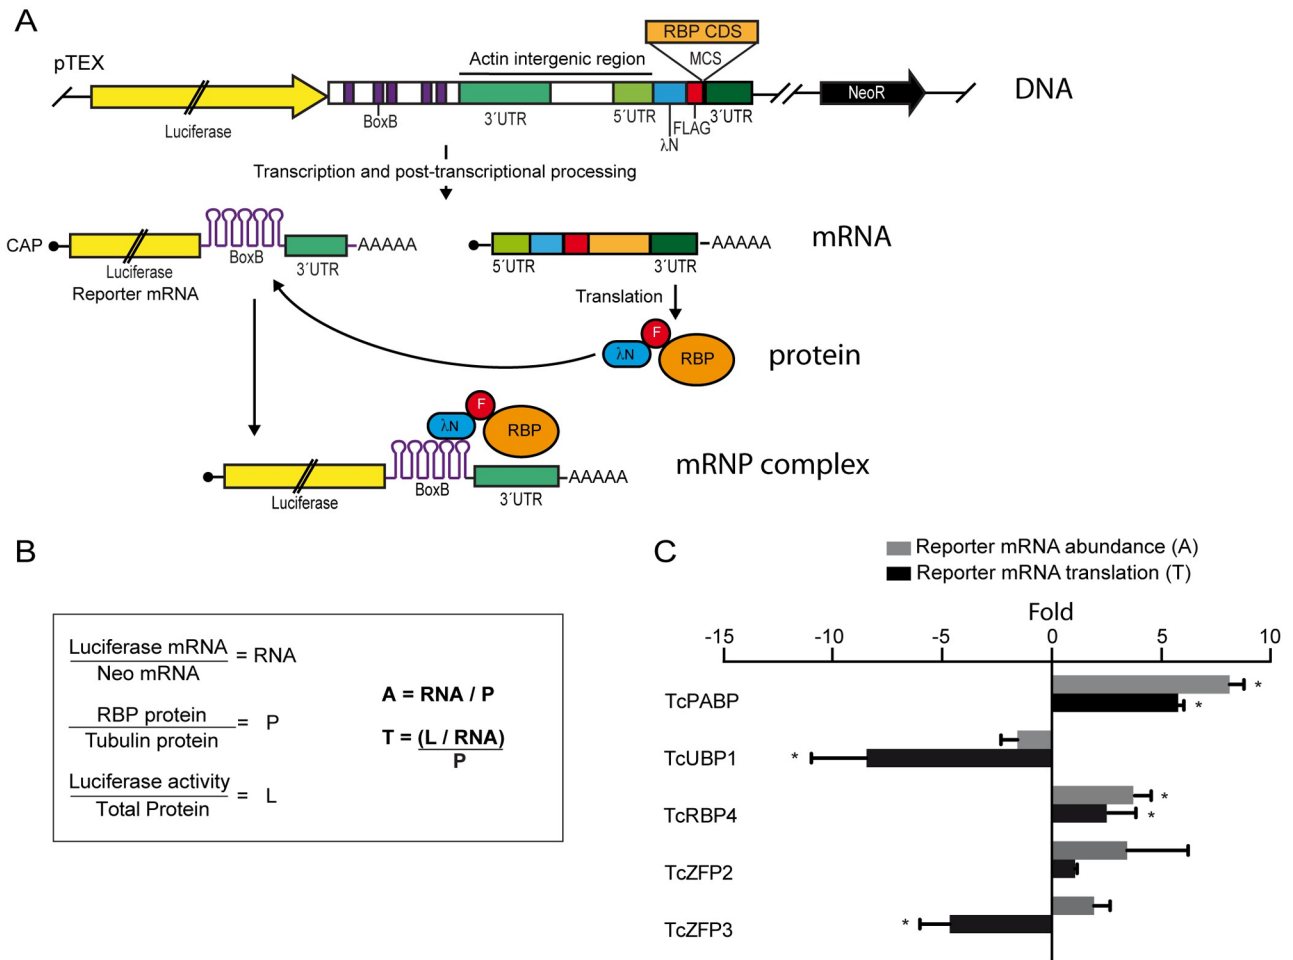 A
RBP CDS
pTEX
Actin intergenic region
MCS
NeoR
DNA
Luciferase
BoxB
3´UTR
5´UTR
FLAG
3´UTR
λN
Transcription and post-transcriptional processing
CAP
AAAAA
AAAAA
mRNA
BoxB
Luciferase
3´UTR
5´UTR
3´UTR
Reporter mRNA
Translation
F
λN
RBP
protein
F
λN
RBP
mRNP complex
AAAAA
BoxB
Luciferase
3´UTR
B
Luciferase mRNA
Neo mRNA
= RNA
RBP protein
Tubulin protein
= P
Luciferase activity
Total Protein
= L
A = RNA / P
T = (L / RNA)
P
C
Reporter mRNA abundance (A)
Reporter mRNA translation (T)
Fold
-15 -10 -5 0 5 10
TcPABP
*
*
TcUBP1
*
TcRBP4
*
*
TcZFP2
TcZFP3
*